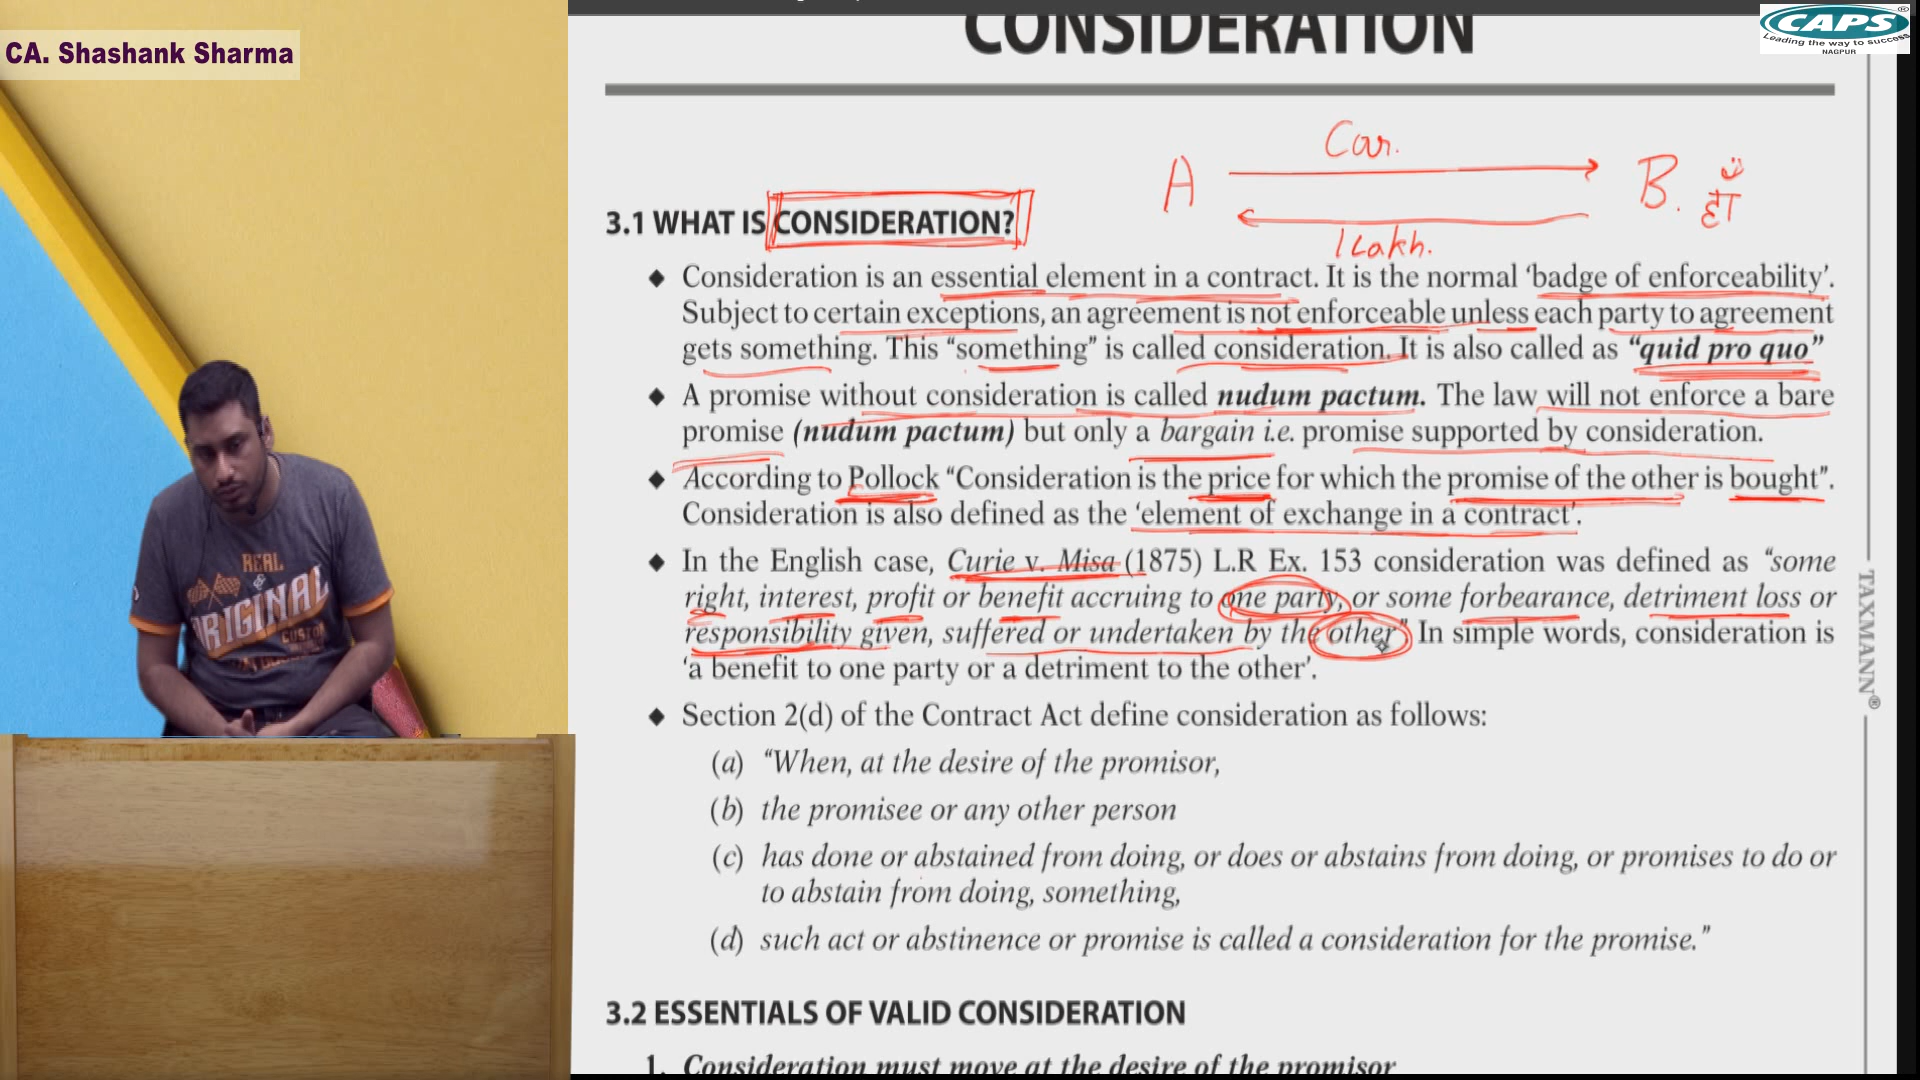 CONSIDERATION
CAPS®
Leading the way to success
NAGPUR
CA. Shashank Sharma
Car.
A
B.
हाँ
1 Lakh.
3.1 WHAT IS CONSIDERATION?
◆ Consideration is an essential element in a contract. It is the normal ‘badge of enforceability’.
Subject to certain exceptions, an agreement is not enforceable unless each party to agreement
gets something. This “something” is called consideration. It is also called as “quid pro quo”
◆ A promise without consideration is called nudum pactum. The law will not enforce a bare
promise (nudum pactum) but only a bargain i.e. promise supported by consideration.
◆ According to Pollock “Consideration is the price for which the promise of the other is bought”.
Consideration is also defined as the ‘element of exchange in a contract’.
◆ In the English case, Curie v. Misa (1875) L.R Ex. 153 consideration was defined as “some
right, interest, profit or benefit accruing to one party, or some forbearance, detriment loss or
responsibility given, suffered or undertaken by the other” In simple words, consideration is
‘a benefit to one party or a detriment to the other’.
◆ Section 2(d) of the Contract Act define consideration as follows:
(a) “When, at the desire of the promisor,
(b) the promisee or any other person
(c) has done or abstained from doing, or does or abstains from doing, or promises to do or
to abstain from doing, something,
(d) such act or abstinence or promise is called a consideration for the promise.”
3.2 ESSENTIALS OF VALID CONSIDERATION
1. Consideration must move at the desire of the promisor
TAXMANN®
REAL
&
ORIGINAL
CUSTOM